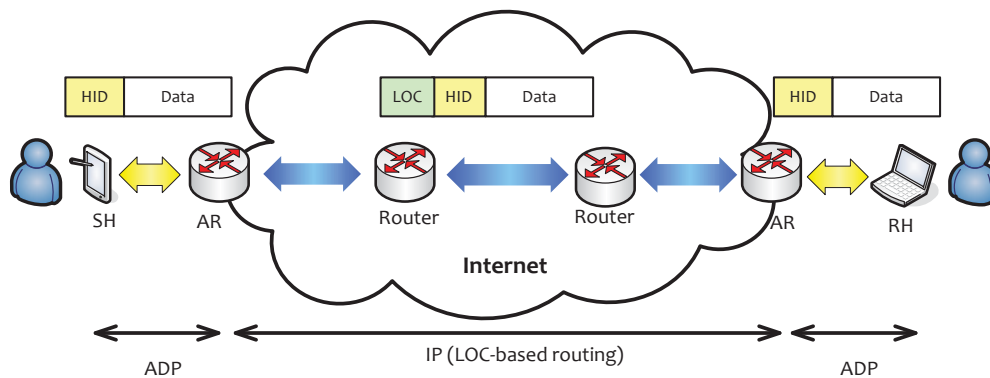 HID Data
LOC HID Data
HID Data
SH
AR
Router
Router
AR
RH
Internet
ADP
IP (LOC-based routing)
ADP